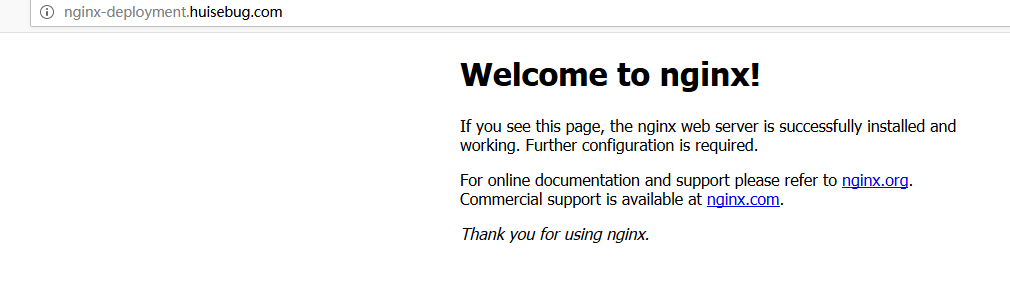 nginx-deployment.huisebug.com
Welcome to nginx!
If you see this page, the nginx web server is successfully installed and
working. Further configuration is required.
For online documentation and support please refer to nginx.org.
Commercial support is available at nginx.com.
Thank you for using nginx.